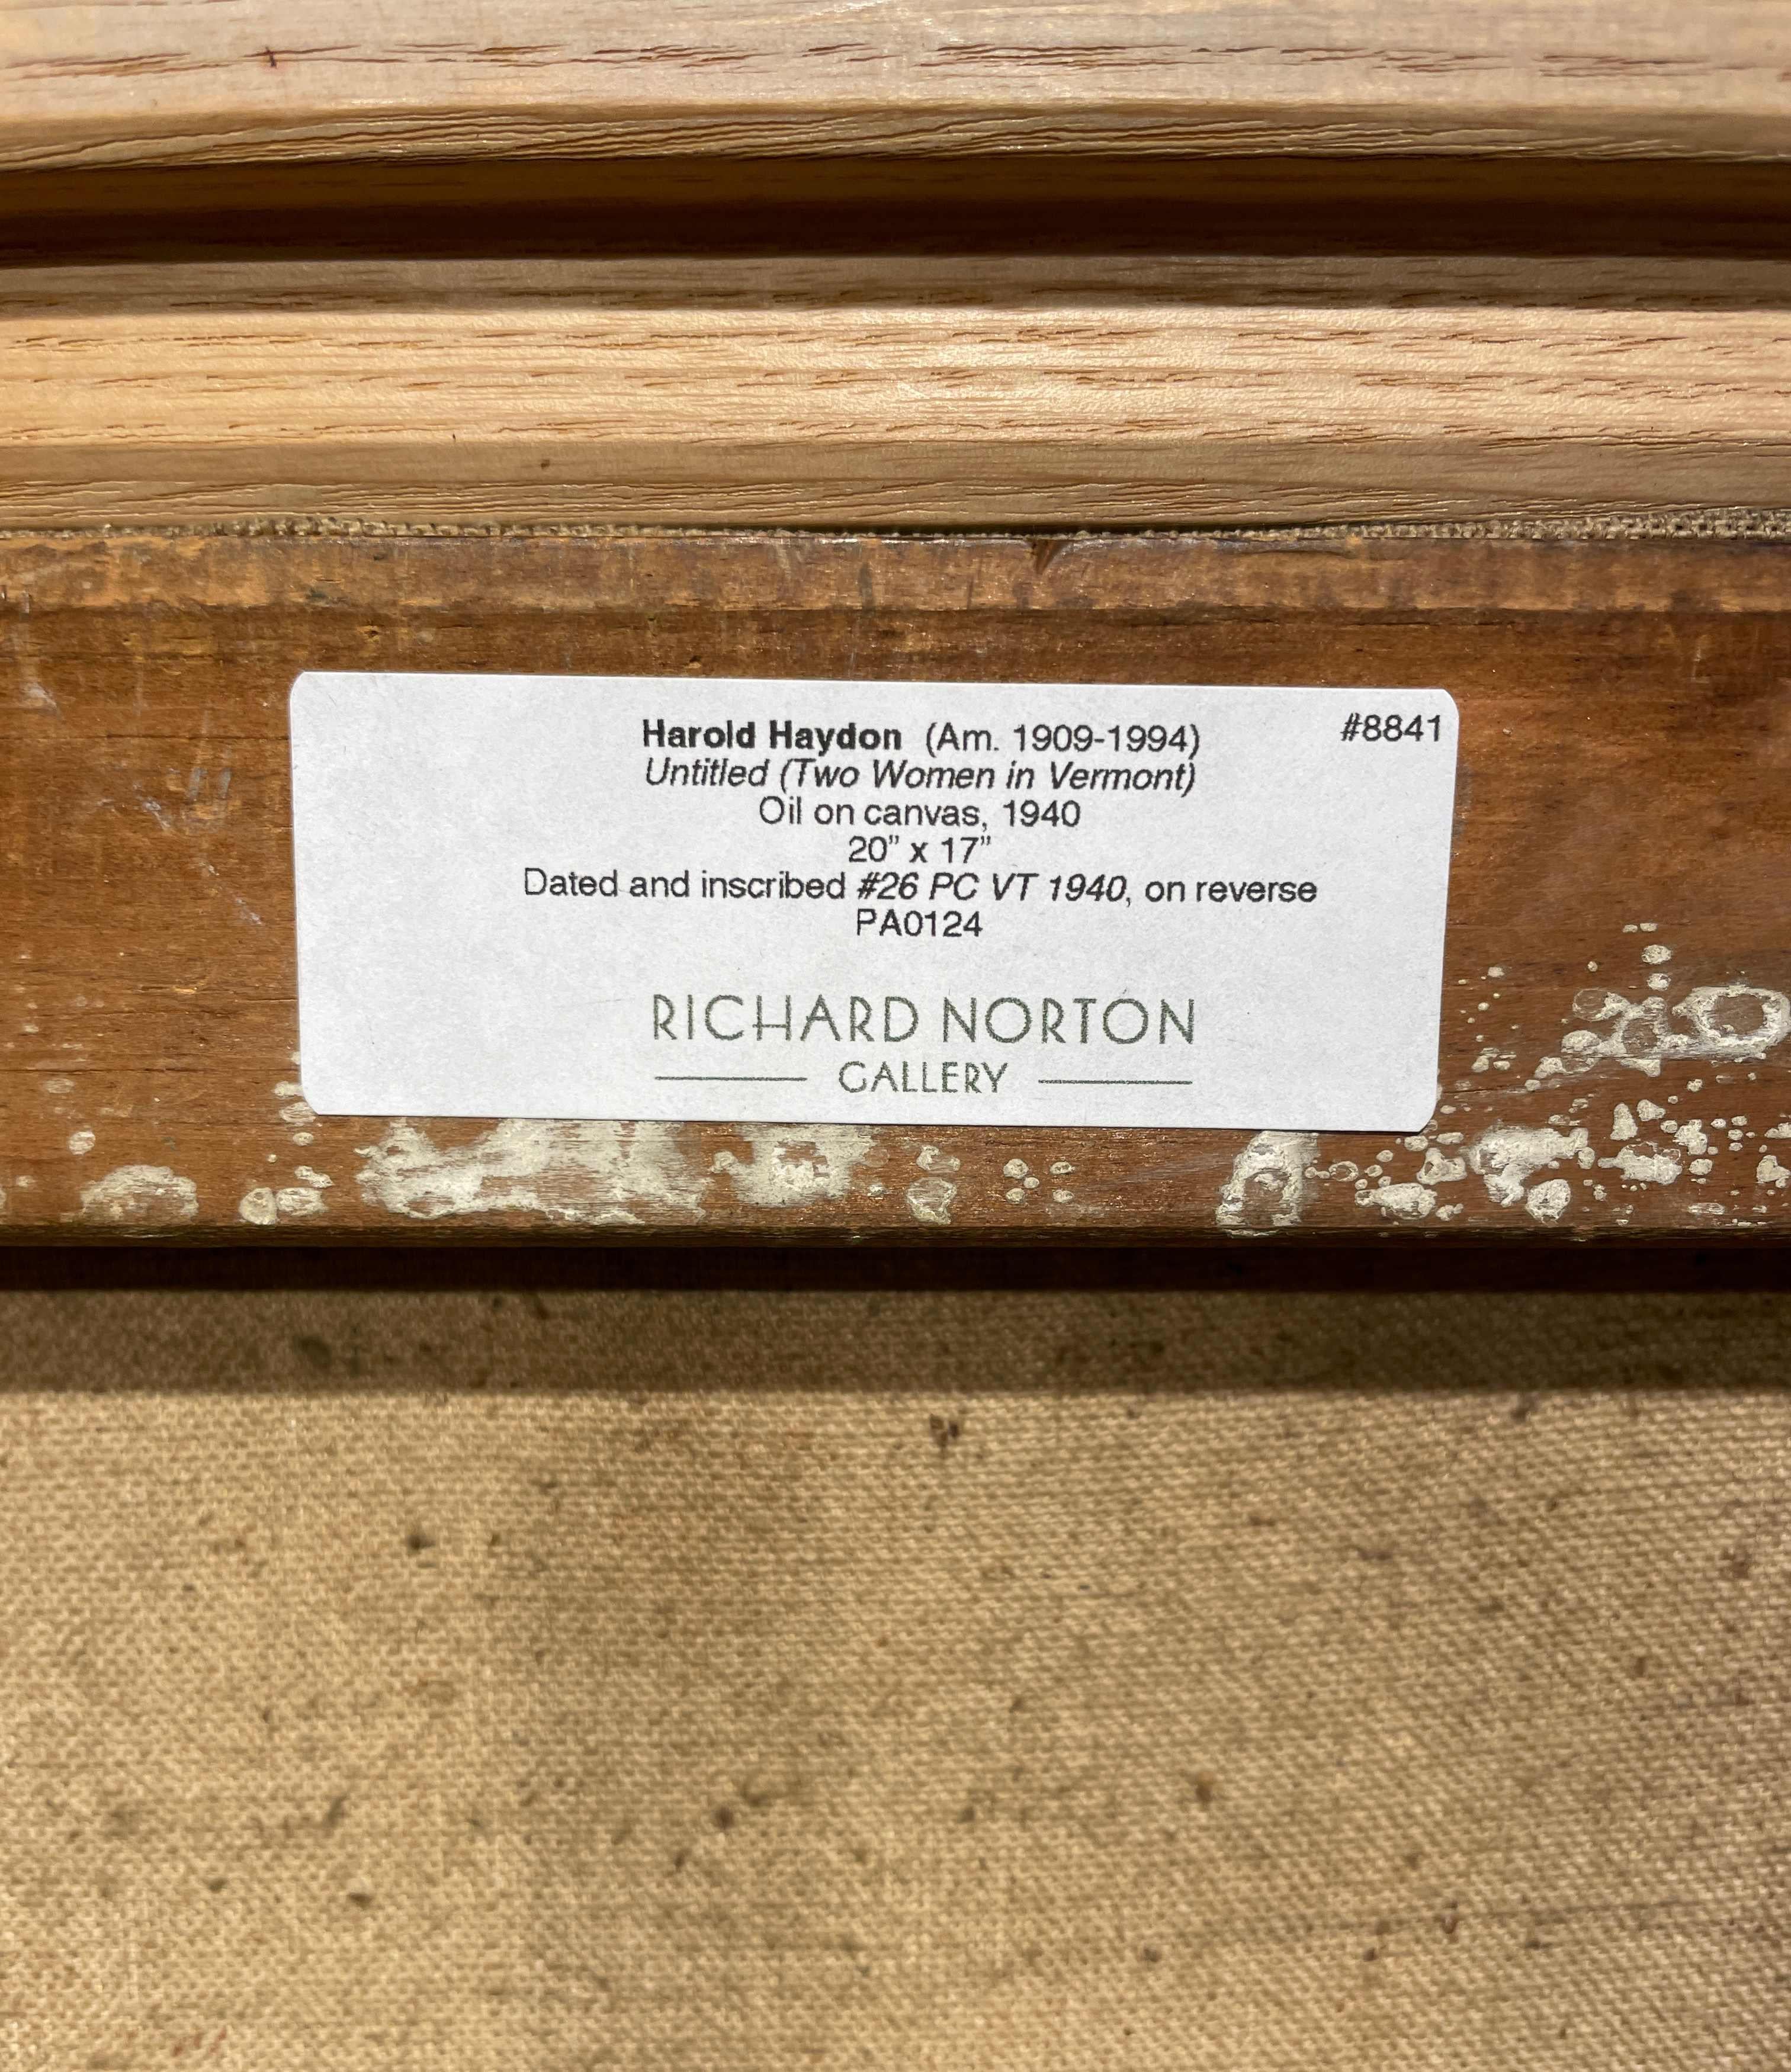 Harold Haydon (Am. 1909-1994) #8841
Untitled (Two Women in Vermont)
Oil on canvas, 1940
20” x 17”
Dated and inscribed #26 PC VT 1940, on reverse
PA0124
RICHARD NORTON
GALLERY